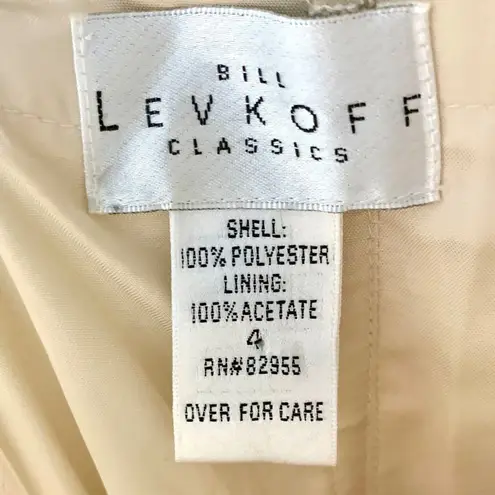 BILL
LEVKOFF
CLASSICS
SHELL:
100% POLYESTER
LINING:
100% ACETATE
4
RN#82955
OVER FOR CARE